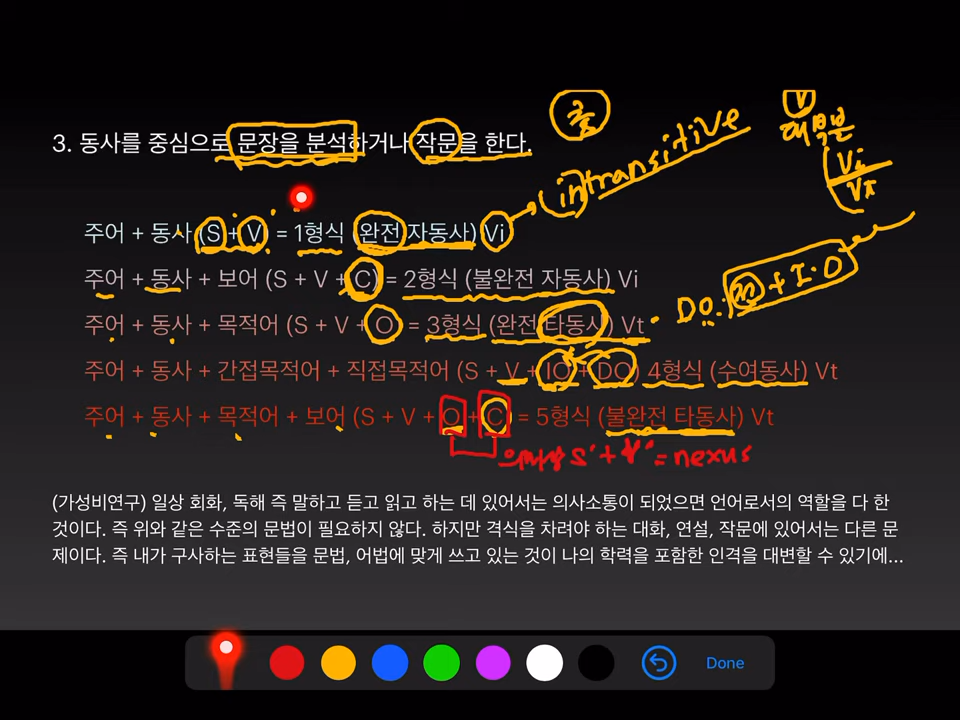 3. 동사를 중심으로 문장을 분석하거나 작문을 한다.
intransitive
V
대부분
Vi
주어 + 동사 (S + V) = 1형식 (완전 자동사) Vi
주어 + 동사 + 보어 (S + V + C) = 2형식 (불완전 자동사) Vi
DO. + I.O
주어 + 동사 + 목적어 (S + V + O) = 3형식 (완전 타동사) Vt
주어 + 동사 + 간접목적어 + 직접목적어 (S + V + IO + DO) 4형식 (수여동사) Vt
주어 + 동사 + 목적어 + 보어 (S + V + O + C) = 5형식 (불완전 타동사) Vt
의미상 S' + V' = nexus
(가성비연구) 일상 회화, 독해 즉 말하고 듣고 읽고 하는 데 있어서는 의사소통이 되었으면 언어로서의 역할을 다 한
것이다. 즉 위와 같은 수준의 문법이 필요하지 않다. 하지만 격식을 차려야 하는 대화, 연설, 작문에 있어서는 다른 문
제이다. 즉 내가 구사하는 표현들을 문법, 어법에 맞게 쓰고 있는 것이 나의 학력을 포함한 인격을 대변할 수 있기에...
Done